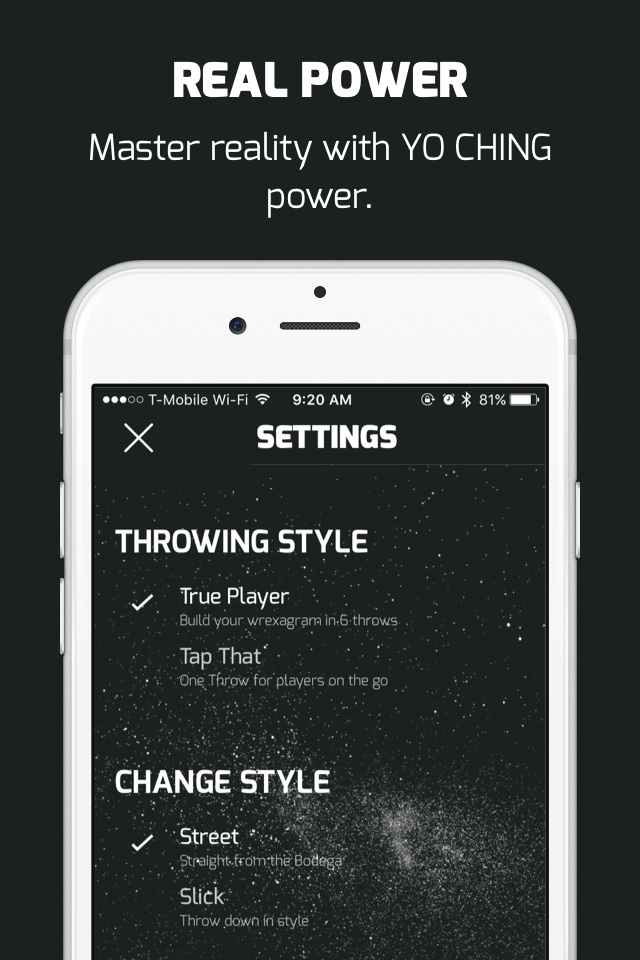 REAL POWER
Master reality with YO CHING
power.
T-Mobile Wi-Fi 9:20 AM 81%
SETTINGS
THROWING STYLE
True Player
Build your wrexagram in 6 throws
Tap That
One Throw for players on the go
CHANGE STYLE
Street
Straight from the Bodega
Slick
Throw down in style